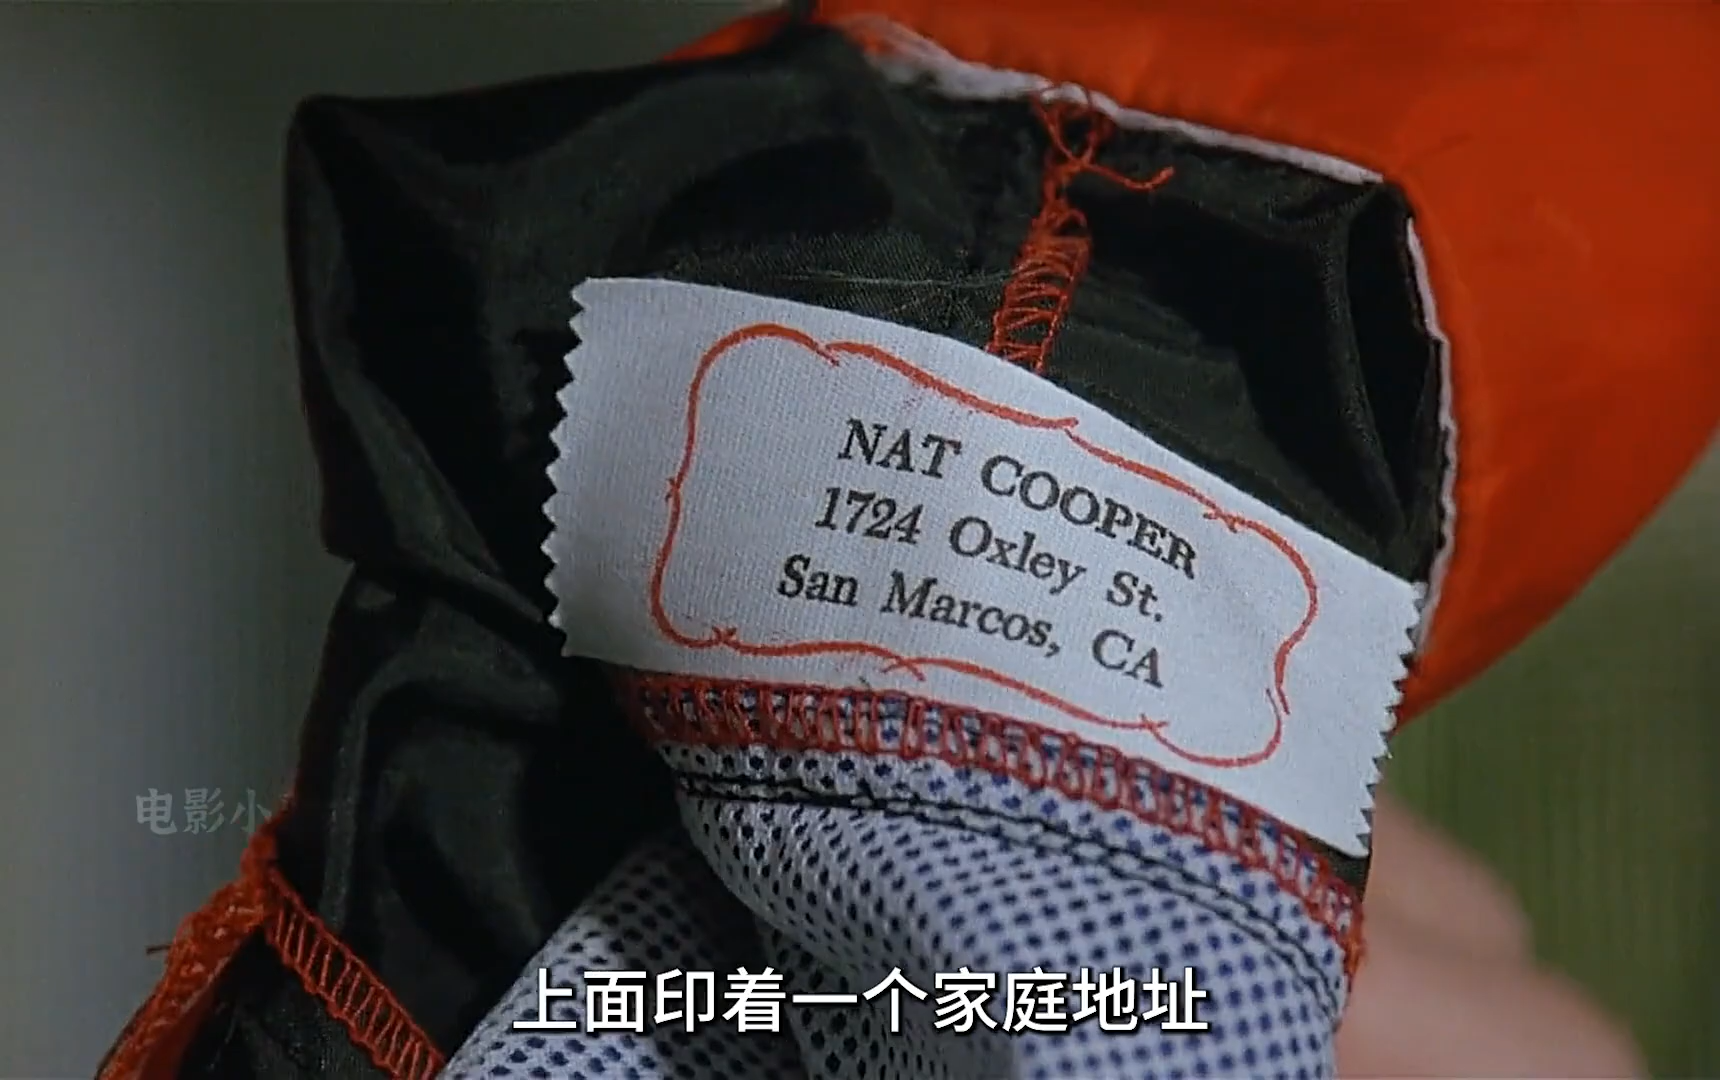 NAT COOPER
1724 Oxley St.
San Marcos, CA
电影小
上面印着一个家庭地址